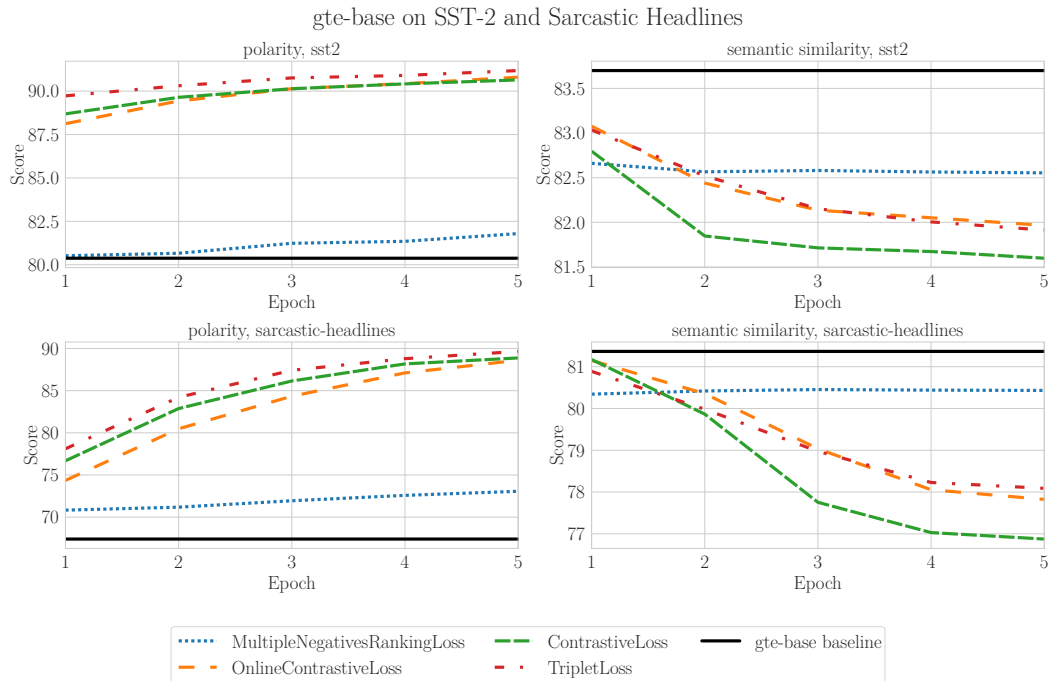 gte-base on SST-2 and Sarcastic Headlines
polarity, sst2
Score
90.0
87.5
85.0
82.5
80.0
1 2 3 4 5
Epoch
semantic similarity, sst2
Score
83.5
83.0
82.5
82.0
81.5
1 2 3 4 5
Epoch
polarity, sarcastic-headlines
Score
90
85
80
75
70
1 2 3 4 5
Epoch
semantic similarity, sarcastic-headlines
Score
81
80
79
78
77
1 2 3 4 5
Epoch
MultipleNegativesRankingLoss
OnlineContrastiveLoss
ContrastiveLoss
TripletLoss
gte-base baseline